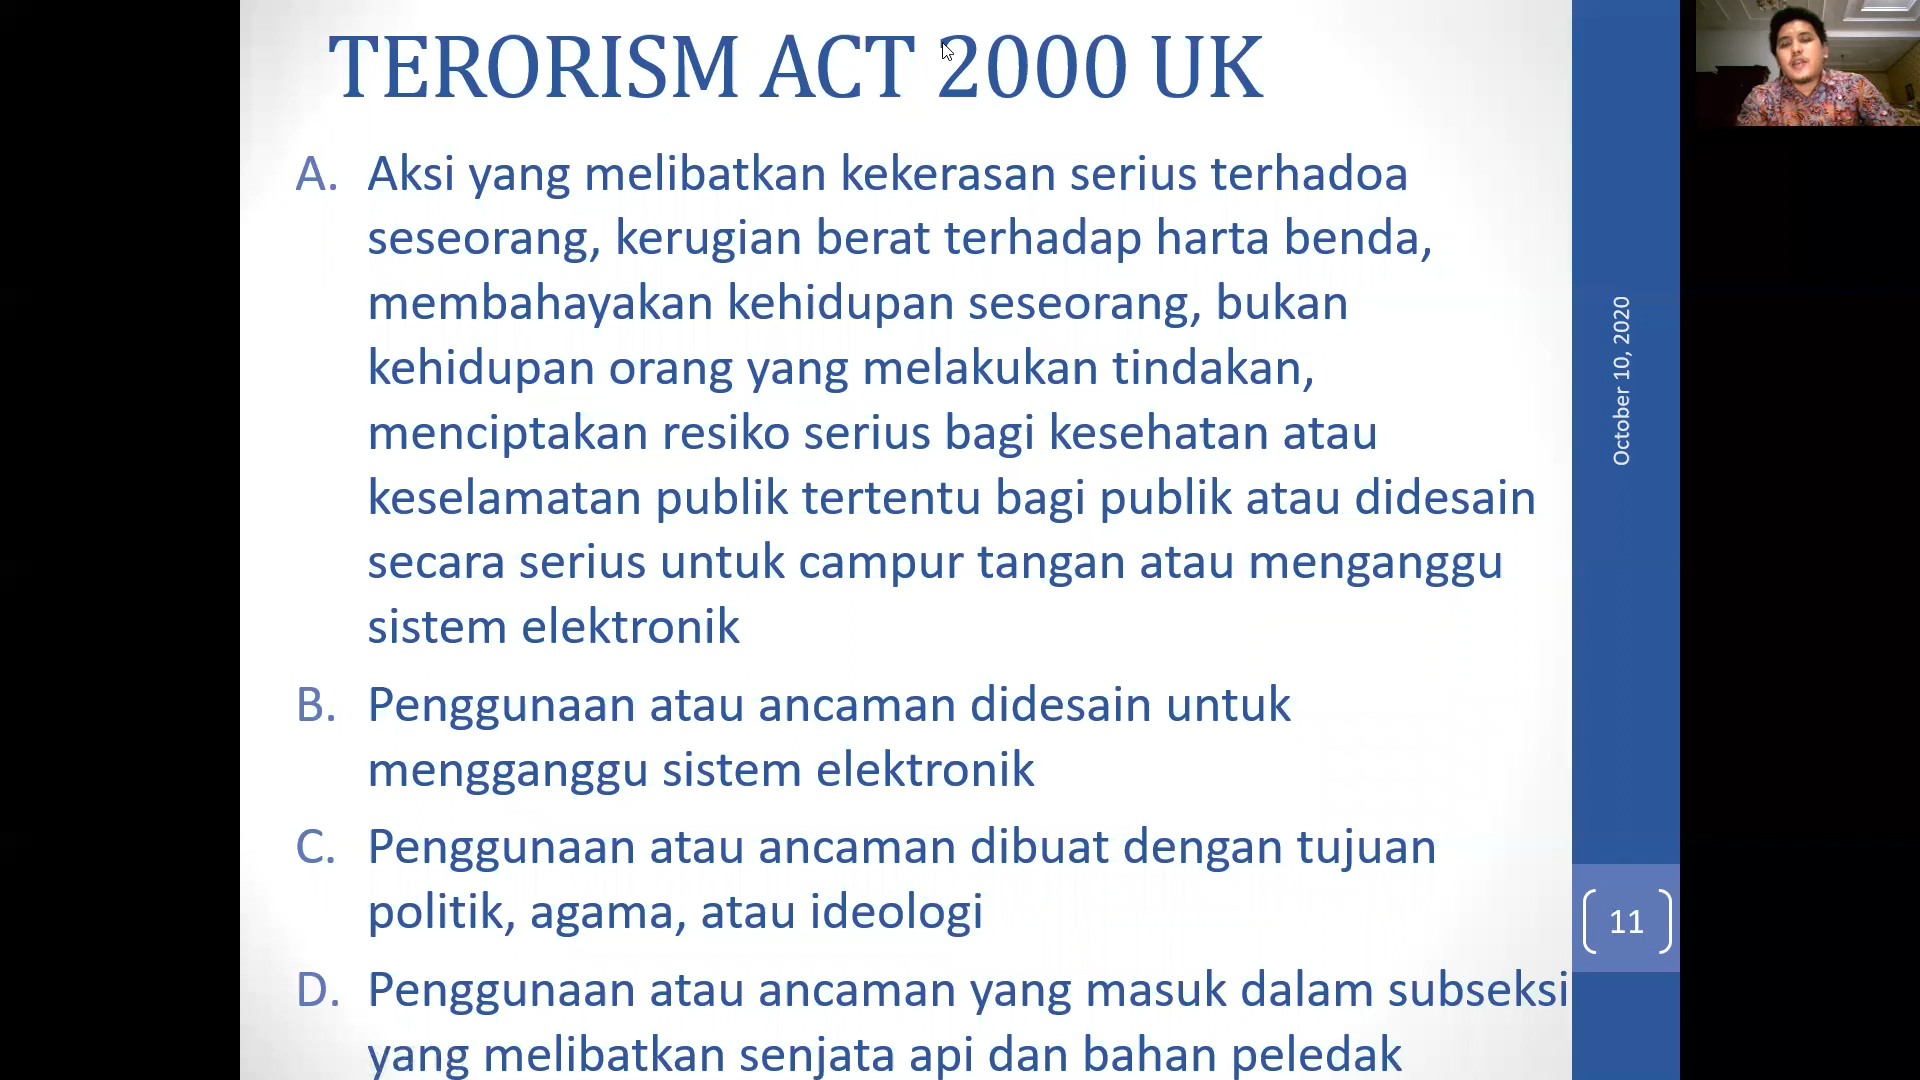 TERORISM ACT 2000 UK
A. Aksi yang melibatkan kekerasan serius terhadoa
seseorang, kerugian berat terhadap harta benda,
membahayakan kehidupan seseorang, bukan
kehidupan orang yang melakukan tindakan,
menciptakan resiko serius bagi kesehatan atau
keselamatan publik tertentu bagi publik atau didesain
secara serius untuk campur tangan atau menganggu
sistem elektronik
B. Penggunaan atau ancaman didesain untuk
mengganggu sistem elektronik
C. Penggunaan atau ancaman dibuat dengan tujuan
politik, agama, atau ideologi
D. Penggunaan atau ancaman yang masuk dalam subseksi
yang melibatkan senjata api dan bahan peledak
October 10, 2020
11